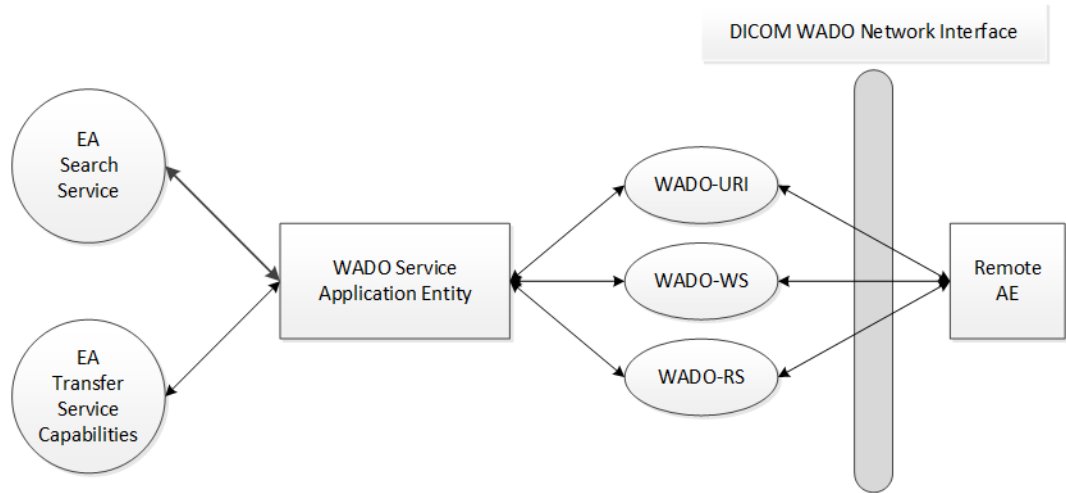 DICOM WADO Network Interface
EA
Search
Service
WADO-URI
WADO Service
Application Entity
WADO-WS
Remote
AE
EA
Transfer
Service
Capabilities
WADO-RS